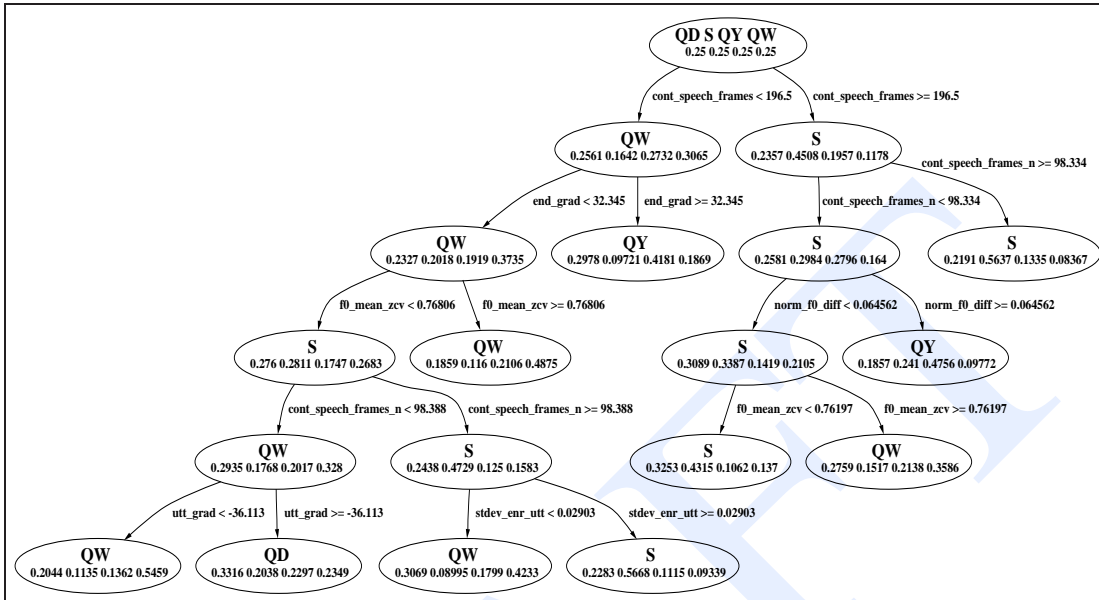 QD S QY QW
0.25 0.25 0.25 0.25
cont_speech_frames < 196.5
cont_speech_frames >= 196.5
QW
0.2561 0.1642 0.2732 0.3065
S
0.2357 0.4508 0.1957 0.1178
cont_speech_frames_n >= 98.334
end_grad < 32.345
end_grad >= 32.345
cont_speech_frames_n < 98.334
QW
0.2327 0.2018 0.1919 0.3735
QY
0.2978 0.09721 0.4181 0.1869
S
0.2581 0.2984 0.2796 0.164
S
0.2191 0.5637 0.1335 0.08367
f0_mean_zcv < 0.76806
f0_mean_zcv >= 0.76806
norm_f0_diff < 0.064562
norm_f0_diff >= 0.064562
S
0.276 0.2811 0.1747 0.2683
QW
0.1859 0.116 0.2106 0.4875
S
0.3089 0.3387 0.1419 0.2105
QY
0.1857 0.241 0.4756 0.09772
cont_speech_frames_n < 98.388
cont_speech_frames_n >= 98.388
f0_mean_zcv < 0.76197
f0_mean_zcv >= 0.76197
QW
0.2935 0.1768 0.2017 0.328
S
0.2438 0.4729 0.125 0.1583
S
0.3253 0.4315 0.1062 0.137
QW
0.2759 0.1517 0.2138 0.3586
utt_grad < -36.113
utt_grad >= -36.113
stdev_enr_utt < 0.02903
stdev_enr_utt >= 0.02903
QW
0.2044 0.1135 0.1362 0.5459
QD
0.3316 0.2038 0.2297 0.2349
QW
0.3069 0.08995 0.1799 0.4233
S
0.2283 0.5668 0.1115 0.09339